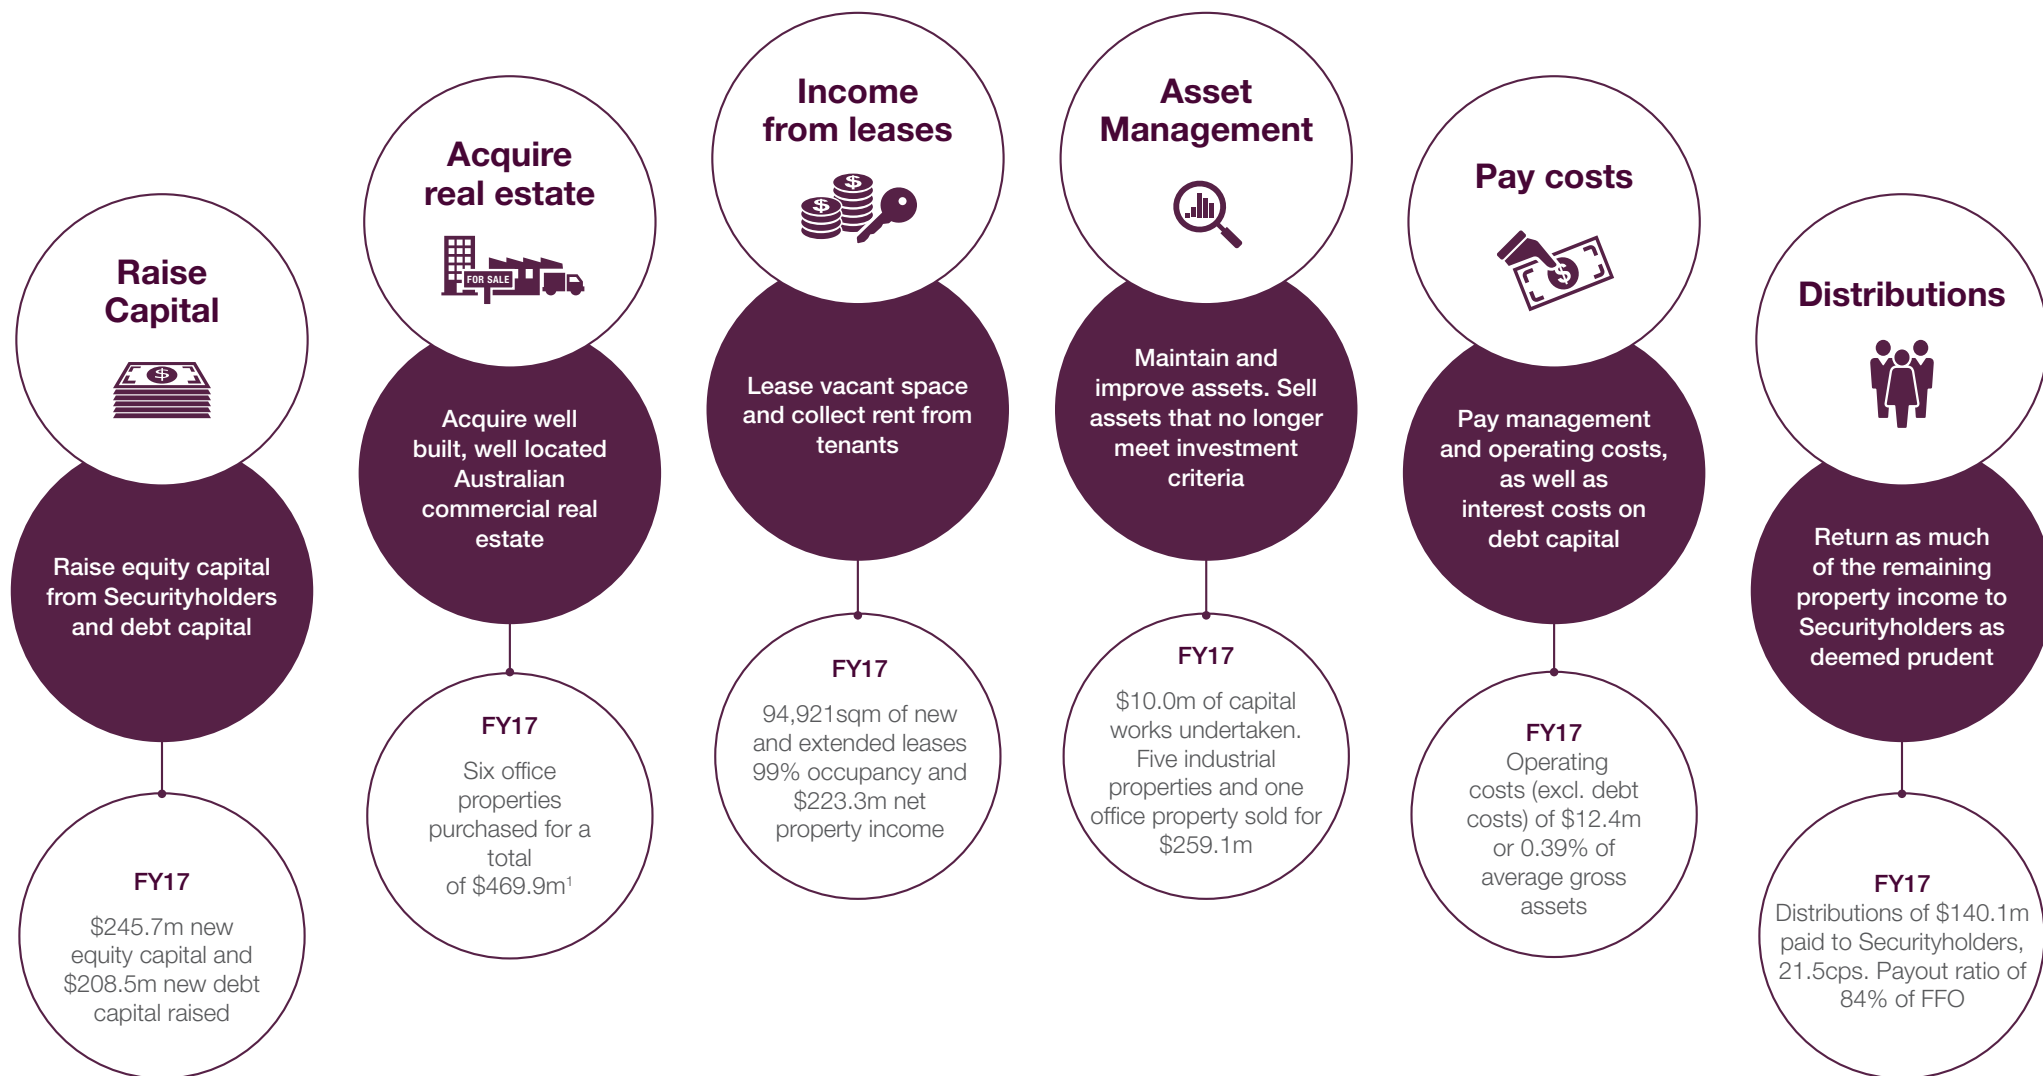 Raise
Capital
Raise equity capital
from Securityholders
and debt capital
FY17
$245.7m new
equity capital and
$208.5m new debt
capital raised
Acquire
real estate
FOR SALE
Acquire well
built, well located
Australian
commercial real
estate
FY17
Six office
properties
purchased for a
total
of $469.9m¹
Income
from leases
$
$
Lease vacant space
and collect rent from
tenants
FY17
94,921sqm of new
and extended leases
99% occupancy and
$223.3m net
property income
Asset
Management
Maintain and
improve assets. Sell
assets that no longer
meet investment
criteria
FY17
$10.0m of capital
works undertaken.
Five industrial
properties and one
office property sold for
$259.1m
Pay costs
$
Pay management
and operating costs,
as well as
interest costs on
debt capital
FY17
Operating
costs (excl. debt
costs) of $12.4m
or 0.39% of
average gross
assets
Distributions
Return as much
of the remaining
property income to
Securityholders as
deemed prudent
FY17
Distributions of $140.1m
paid to Securityholders,
21.5cps. Payout ratio of
84% of FFO